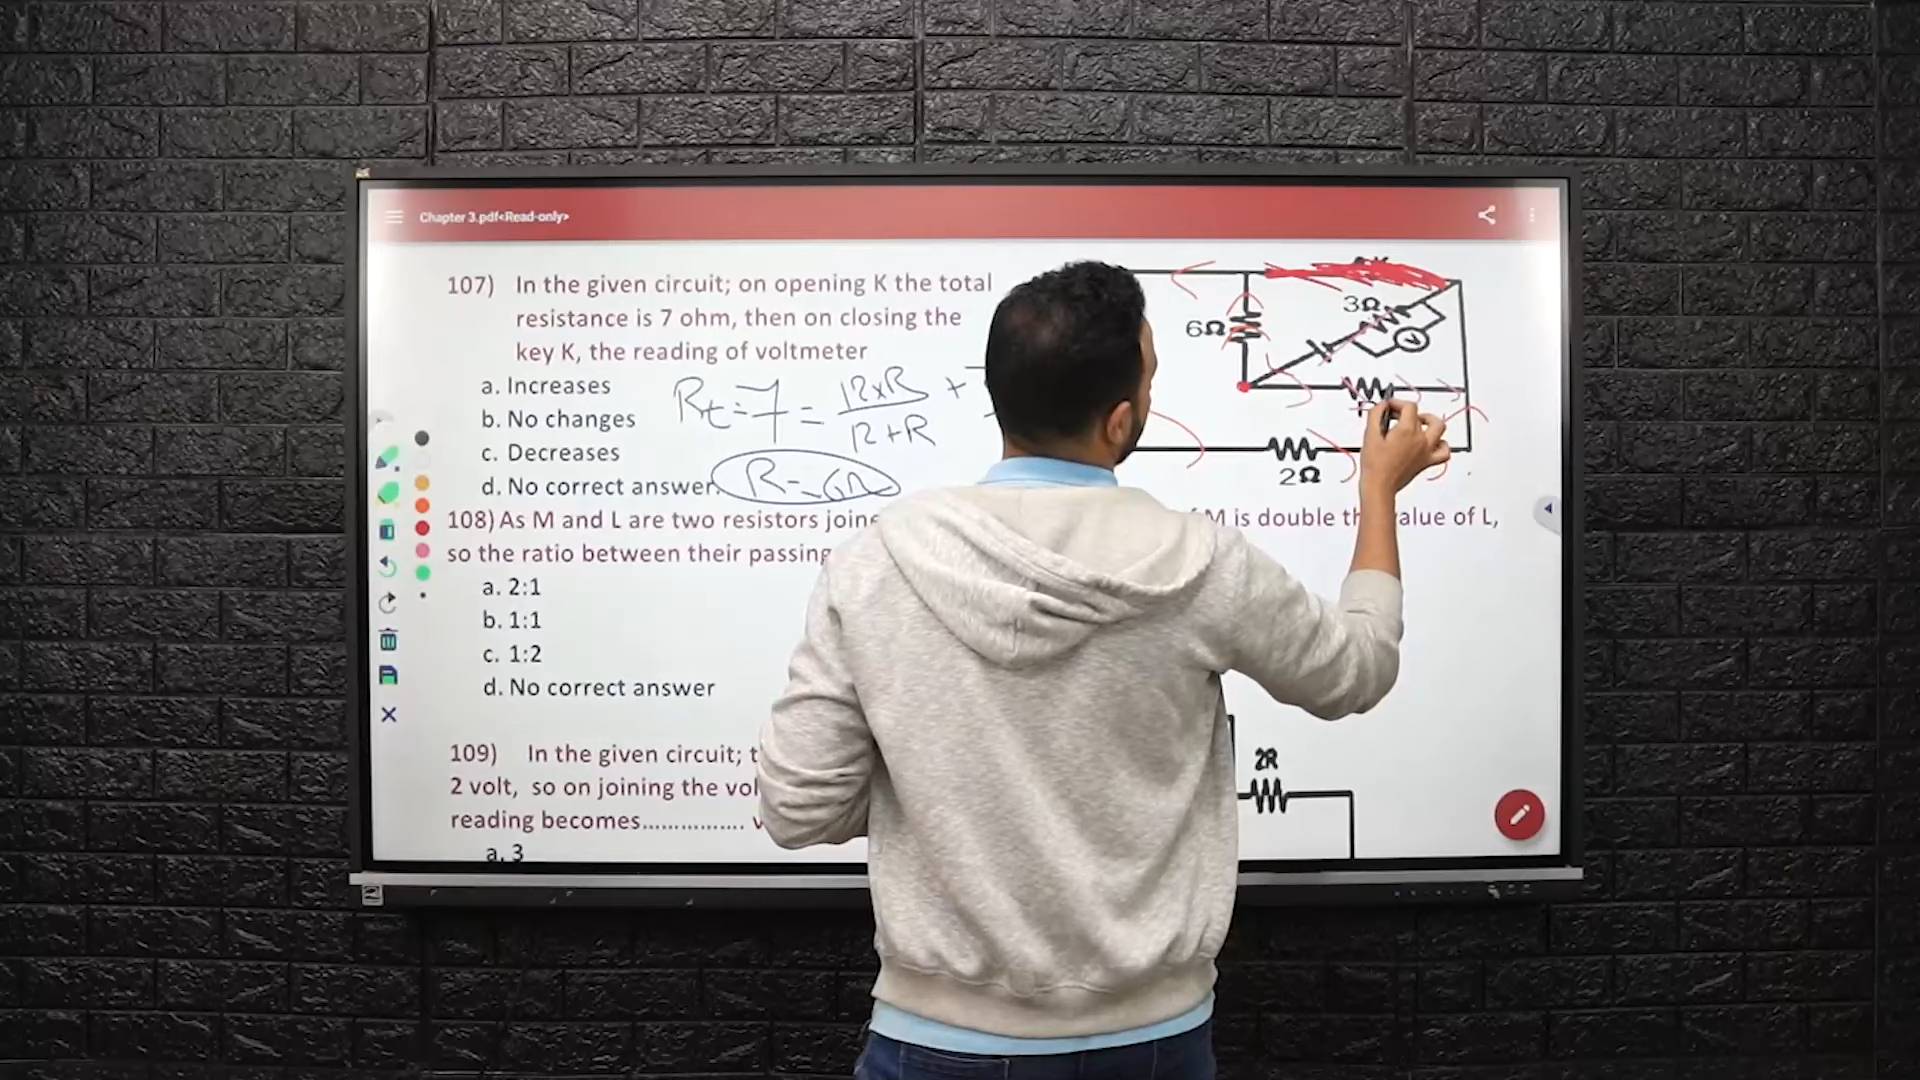 Chapter 3.pdf<Read-only>
107) In the given circuit; on opening K the total
resistance is 7 ohm, then on closing the
key K, the reading of voltmeter
a. Increases
b. No changes
c. Decreases
d. No correct answer.
Rt = 7 = 12xR +
12+R
R = 6Ω
3Ω
6Ω
V
2Ω
108) As M and L are two resistors M is double value of L,
so the ratio between their passing
a. 2:1
b. 1:1
c. 1:2
d. No correct answer
109) In the given circuit;
2 volt, so on joining the
reading becomes...............
a. 3
2R